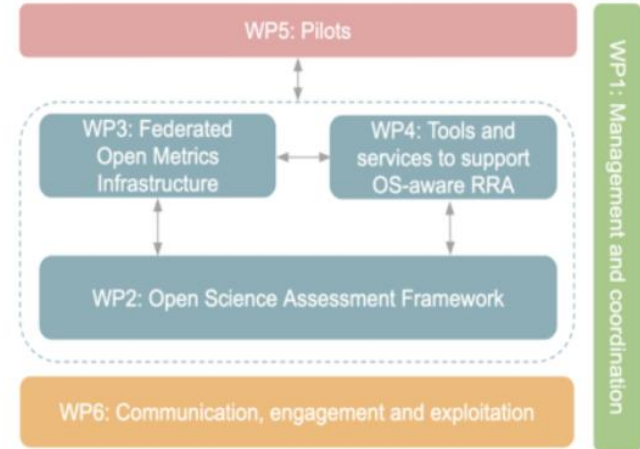 WP5: Pilots
WP3: Federated
Open Metrics
Infrastructure
WP4: Tools and
services to support
OS-aware RRA
WP2: Open Science Assessment Framework
WP6: Communication, engagement and exploitation
WP1: Management and coordination